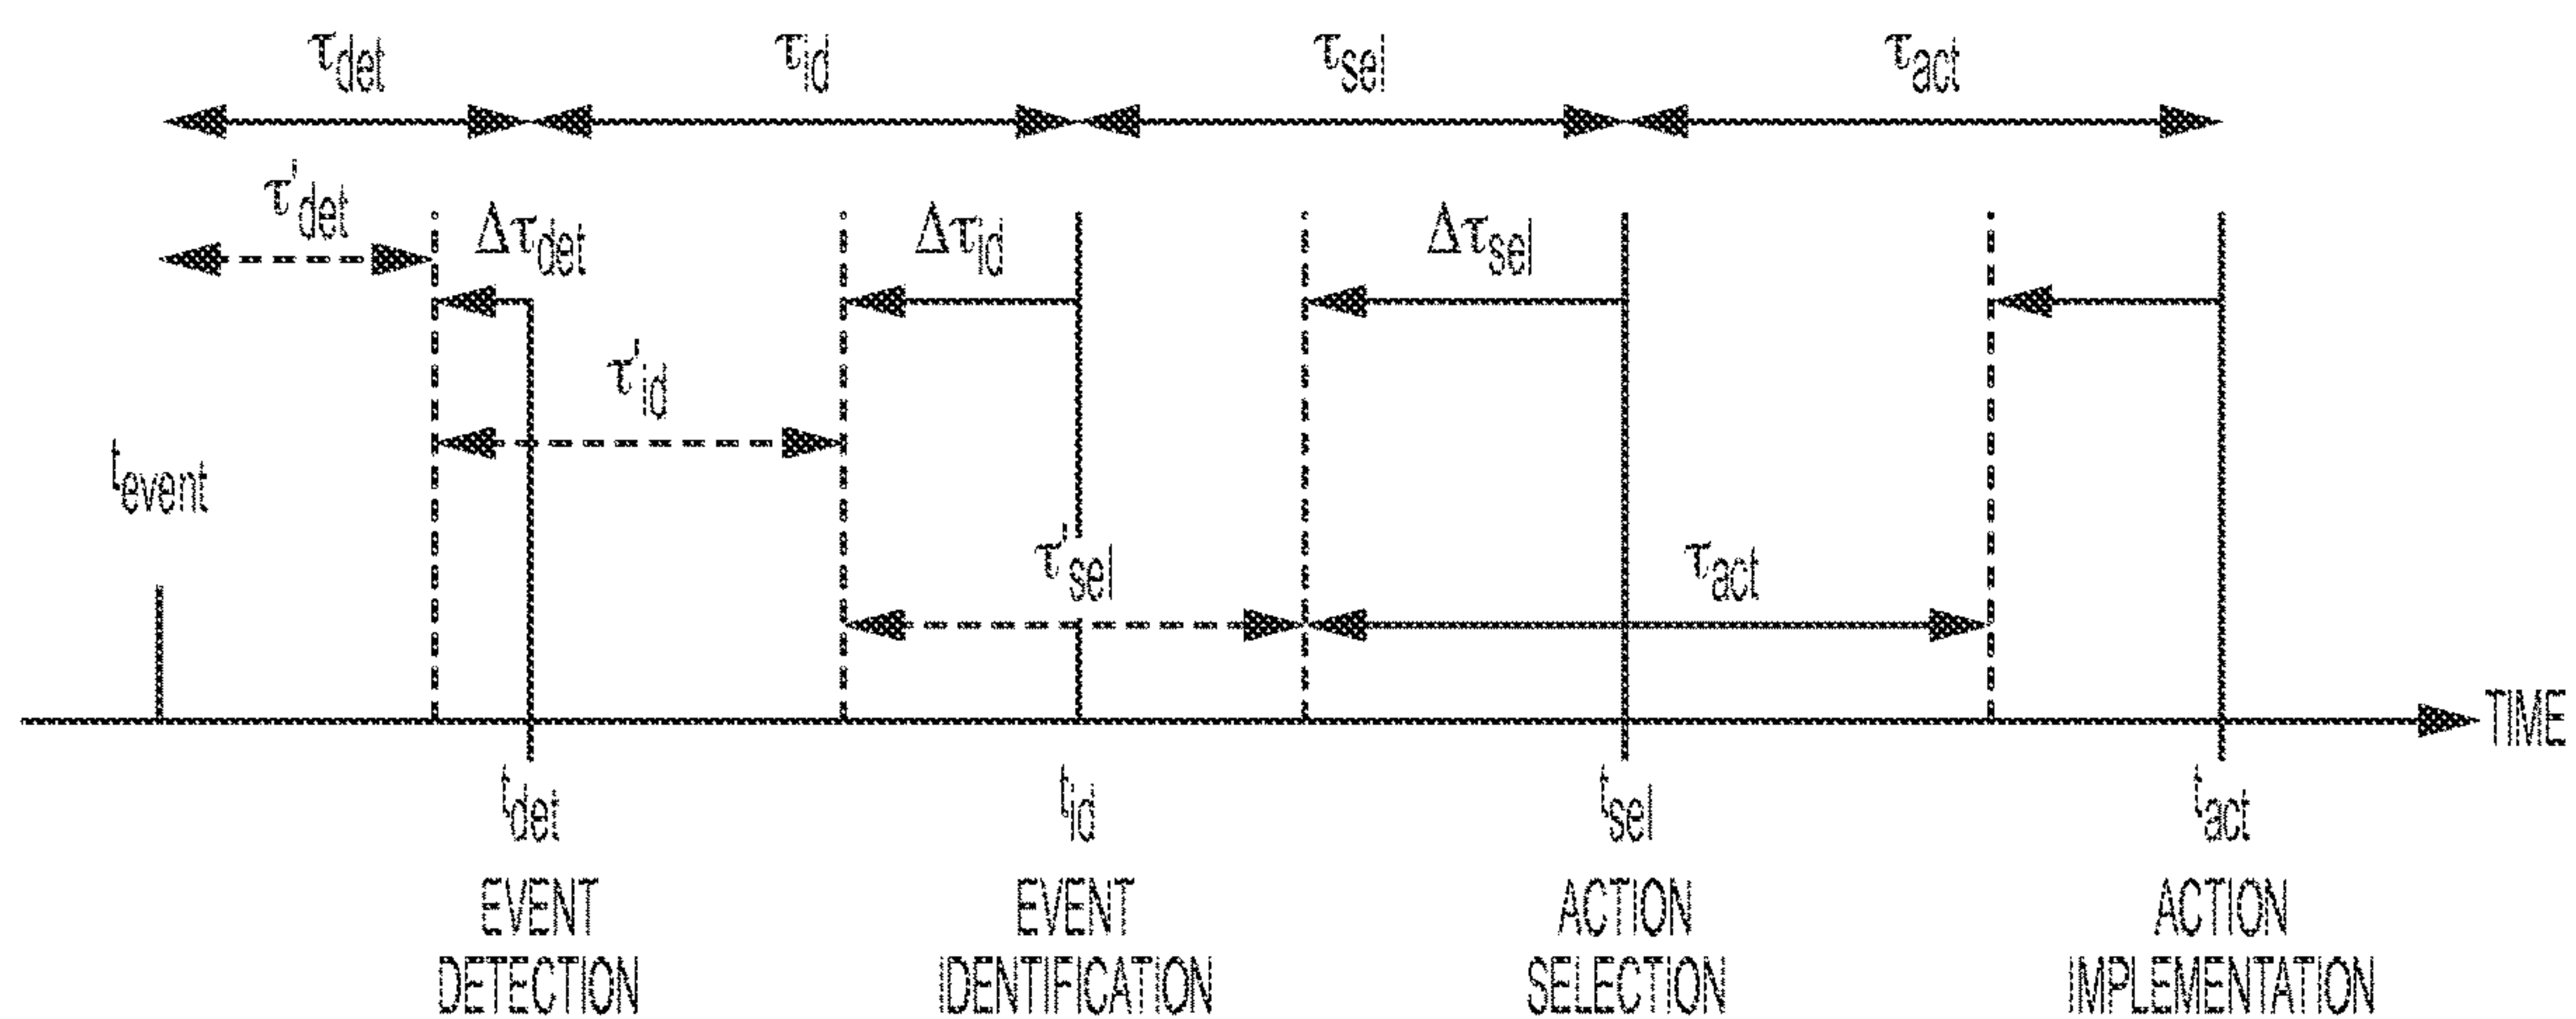 τdet τid τsel τact
τ'det Δτdet Δτid Δτsel
τ'id
tevent
τ'sel τact
TIME
tdet tid tsel tact
EVENT EVENT ACTION ACTION
DETECTION IDENTIFICATION SELECTION IMPLEMENTATION